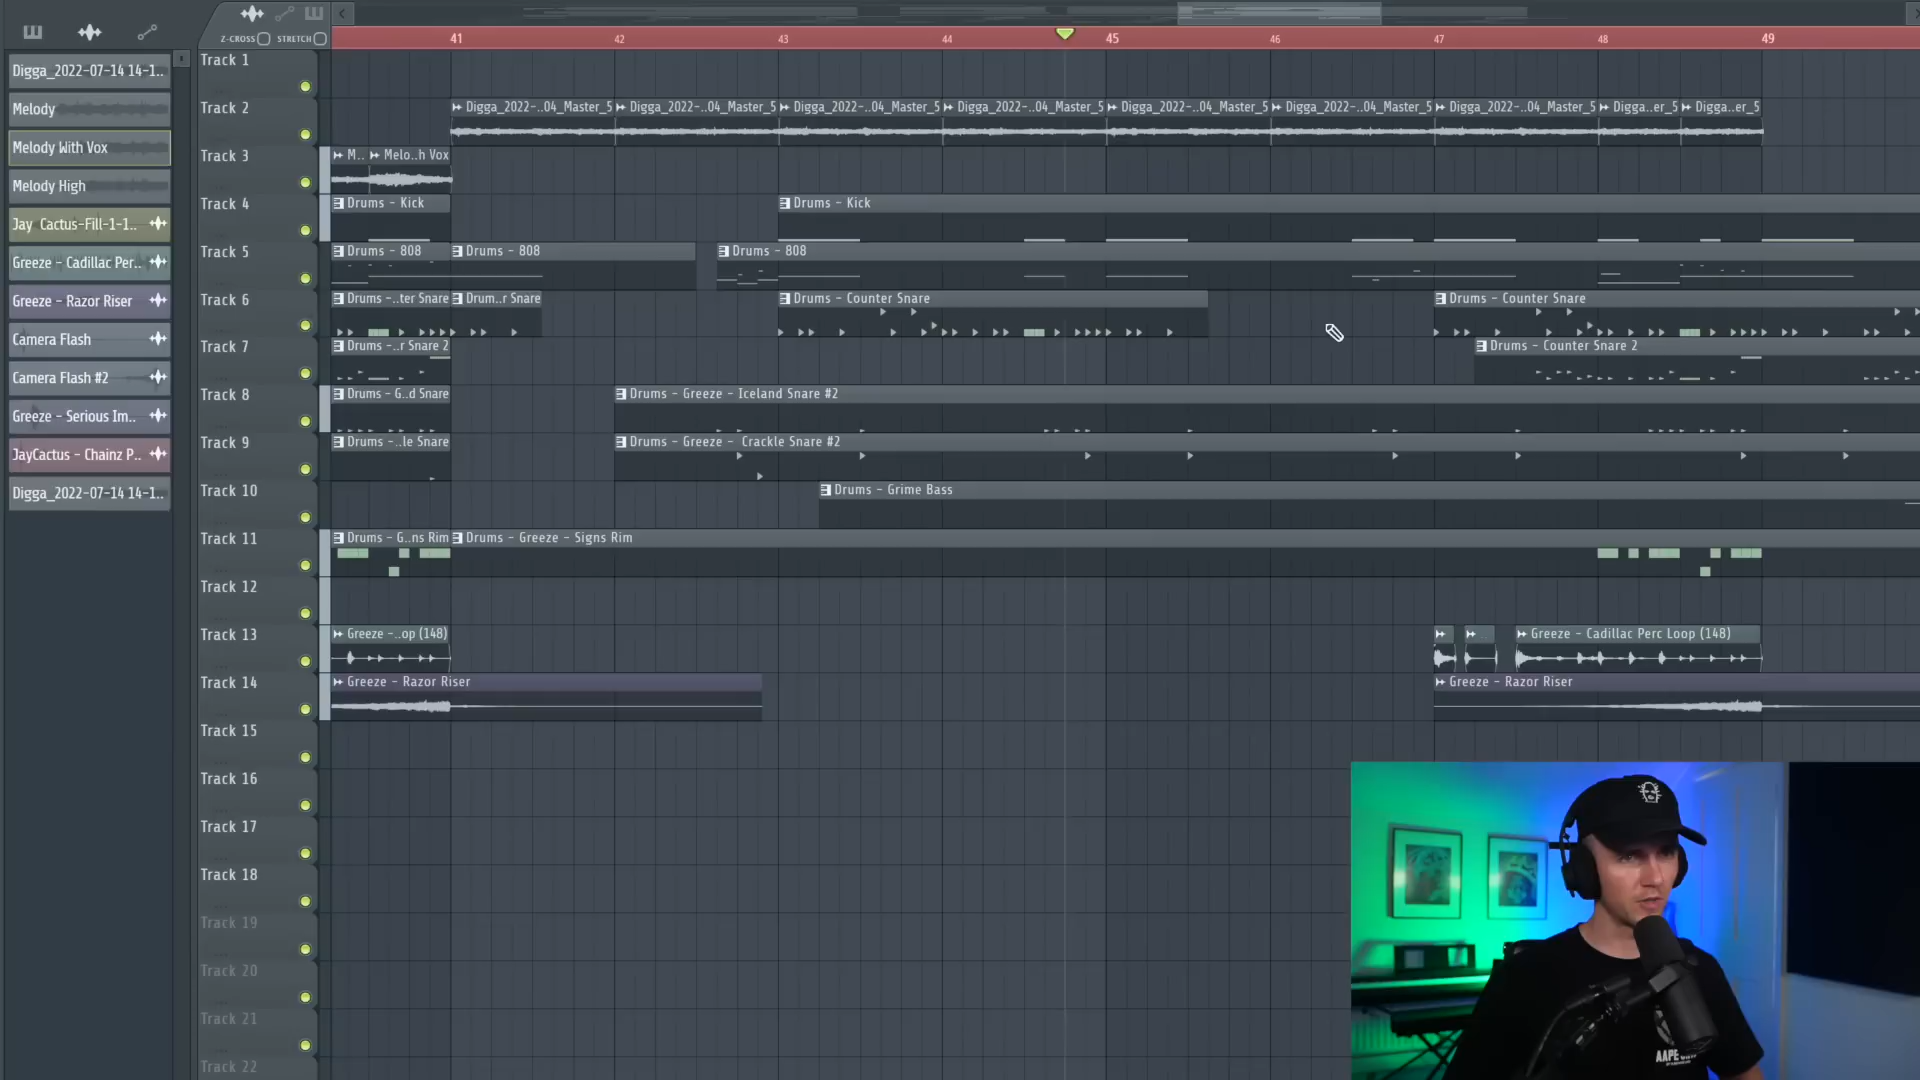 Z-CROSS STRETCH
41 42 43 44 45 46 47 48 49
Digga_2022-07-14 14-1..
Melody
Melody With Vox
Melody High
Jay Cactus-Fill-1-1..
Greeze - Cadillac Per..
Greeze - Razor Riser
Camera Flash
Camera Flash #2
Greeze - Serious Im..
JayCactus - Chainz P..
Digga_2022-07-14 14-1..
Track 1
Track 2
Digga_2022-..04_Master_5 Digga_2022-..04_Master_5 Digga_2022-..04_Master_5 Digga_2022-..04_Master_5 Digga_2022-..04_Master_5 Digga_2022-..04_Master_5 Digga_2022-..04_Master_5 Digga..er_5 Digga..er_5
Track 3
M.. Melo..h Vox
Track 4
Drums - Kick Drums - Kick
Track 5
Drums - 808 Drums - 808 Drums - 808
Track 6
Drums -..ter Snare Drum..r Snare Drums - Counter Snare Drums - Counter Snare
Track 7
Drums -..r Snare 2 Drums - Counter Snare 2
Track 8
Drums - G..d Snare Drums - Greeze - Iceland Snare #2
Track 9
Drums -..le Snare Drums - Greeze - Crackle Snare #2
Track 10
Drums - Grime Bass
Track 11
Drums - G..ns Rim Drums - Greeze - Signs Rim
Track 12
Track 13
Greeze -..op (148) .. Greeze - Cadillac Perc Loop (148)
Track 14
Greeze - Razor Riser Greeze - Razor Riser
Track 15
Track 16
Track 17
Track 18
Track 19
Track 20
Track 21
Track 22
AAPE